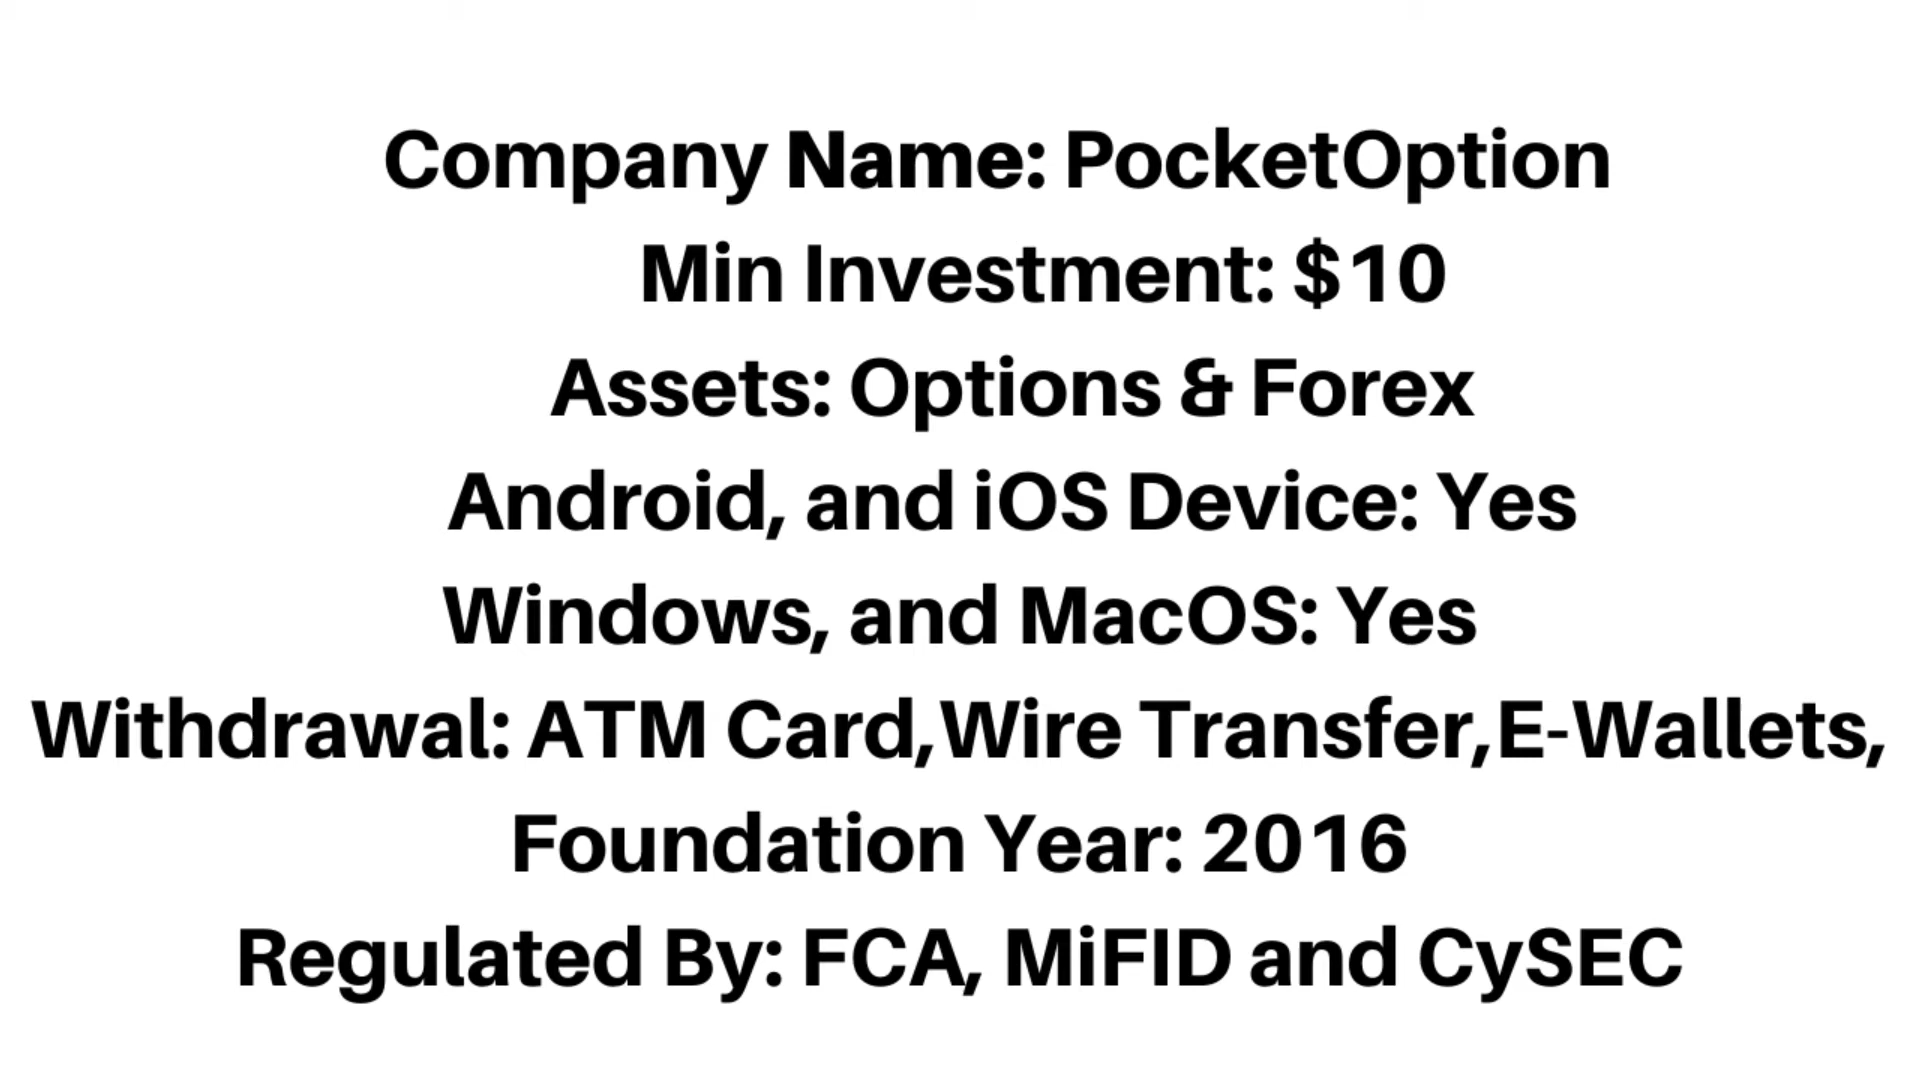 Company Name: PocketOption
Min Investment: $10
Assets: Options & Forex
Android, and iOS Device: Yes
Windows, and MacOS: Yes
Withdrawal: ATM Card,Wire Transfer,E-Wallets,
Foundation Year: 2016
Regulated By: FCA, MiFID and CySEC